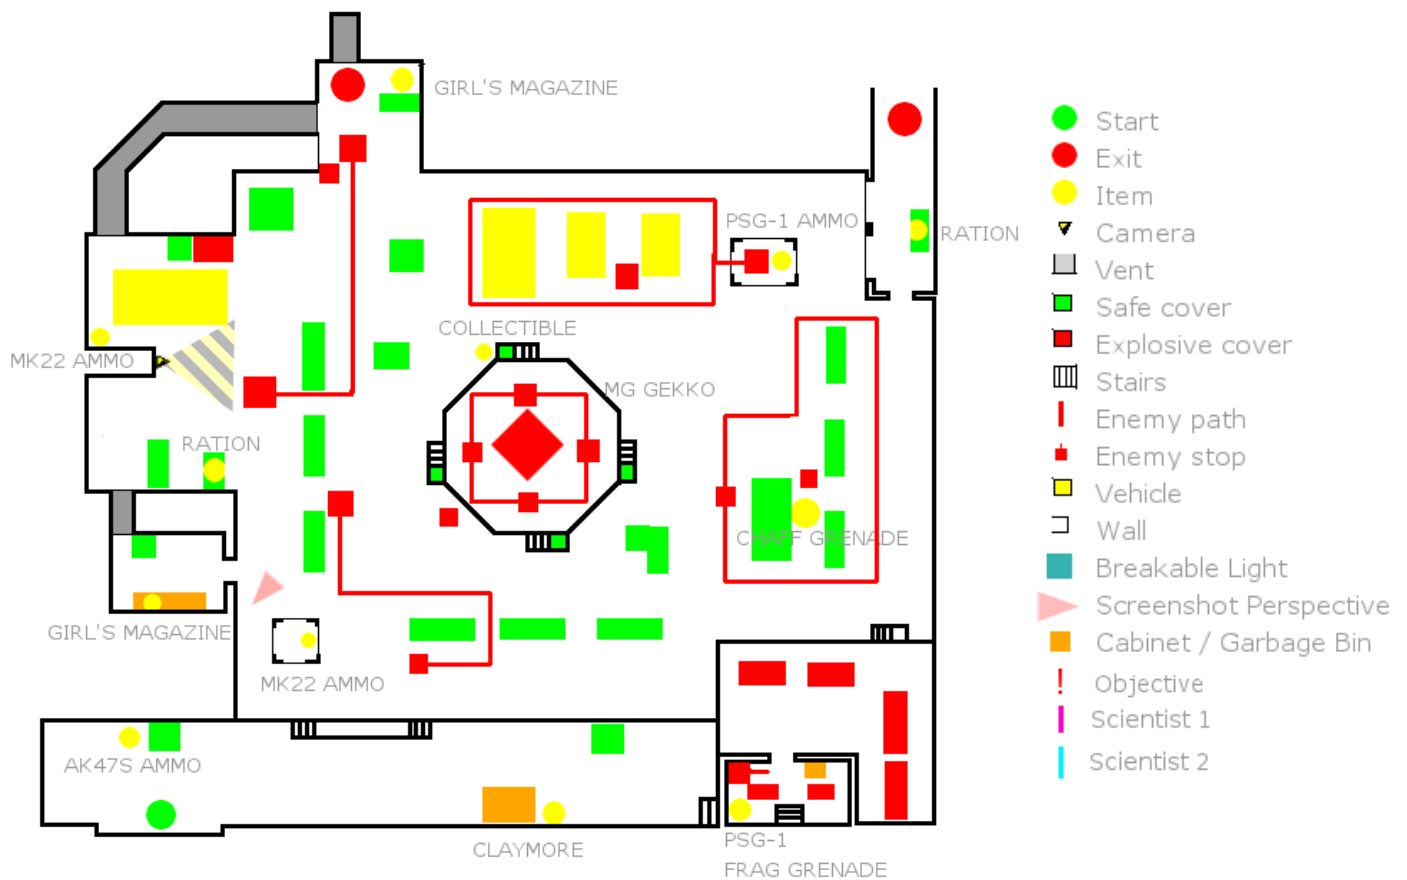 GIRL'S MAGAZINE
PSG-1 AMMO
RATION
COLLECTIBLE
MK22 AMMO
MG GEKKO
RATION
CHAFF GRENADE
GIRL'S MAGAZINE
MK22 AMMO
AK47S AMMO
CLAYMORE
PSG-1
FRAG GRENADE
Start
Exit
Item
Camera
Vent
Safe cover
Explosive cover
Stairs
Enemy path
Enemy stop
Vehicle
Wall
Breakable Light
Screenshot Perspective
Cabinet / Garbage Bin
Objective
Scientist 1
Scientist 2